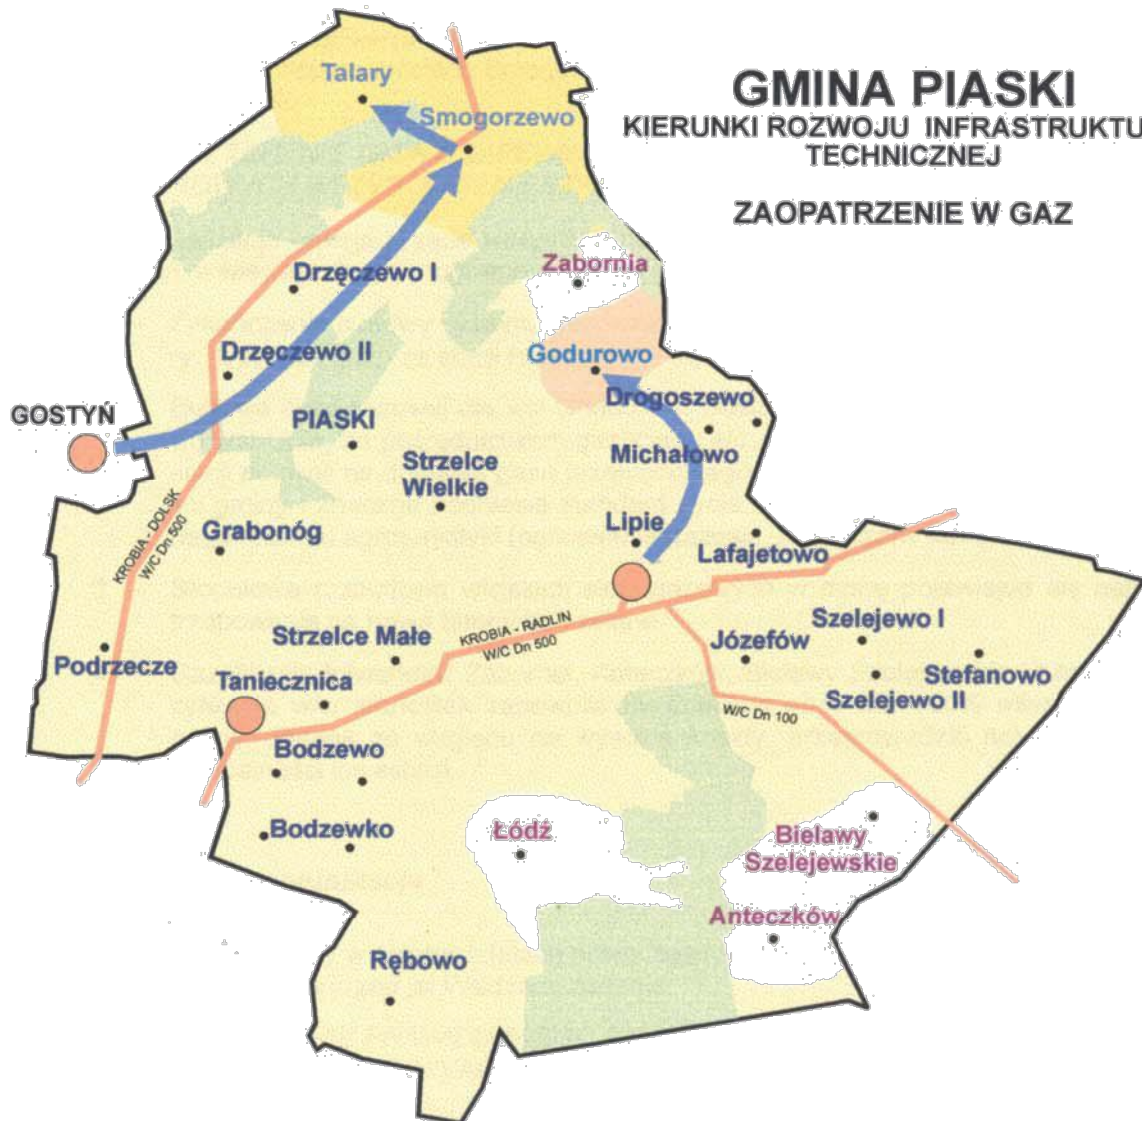 GMINA PIASKI
KIERUNKI ROZWOJU INFRASTRUKTU
TECHNICZNEJ
ZAOPATRZENIE W GAZ
Talary
Smogorzewo
Zabornia
Drzęczewo I
Drzęczewo II
Godurowo
Drogoszewo
GOSTYŃ
PIASKI
Michałowo
Strzelce
Wielkie
KROBIA - DOLSK
W/C Dn 500
Grabonóg
Lipie
Lafajetowo
Strzelce Małe
KROBIA - RADLIN
W/C Dn 500
Józefów
Szelejewo I
Stefanowo
Szelejewo II
Podrzecze
Taniecznica
W/C Dn 100
Bodzewo
Bodzewko
Łódź
Bielawy
Szelejewskie
Anteczków
Rębowo